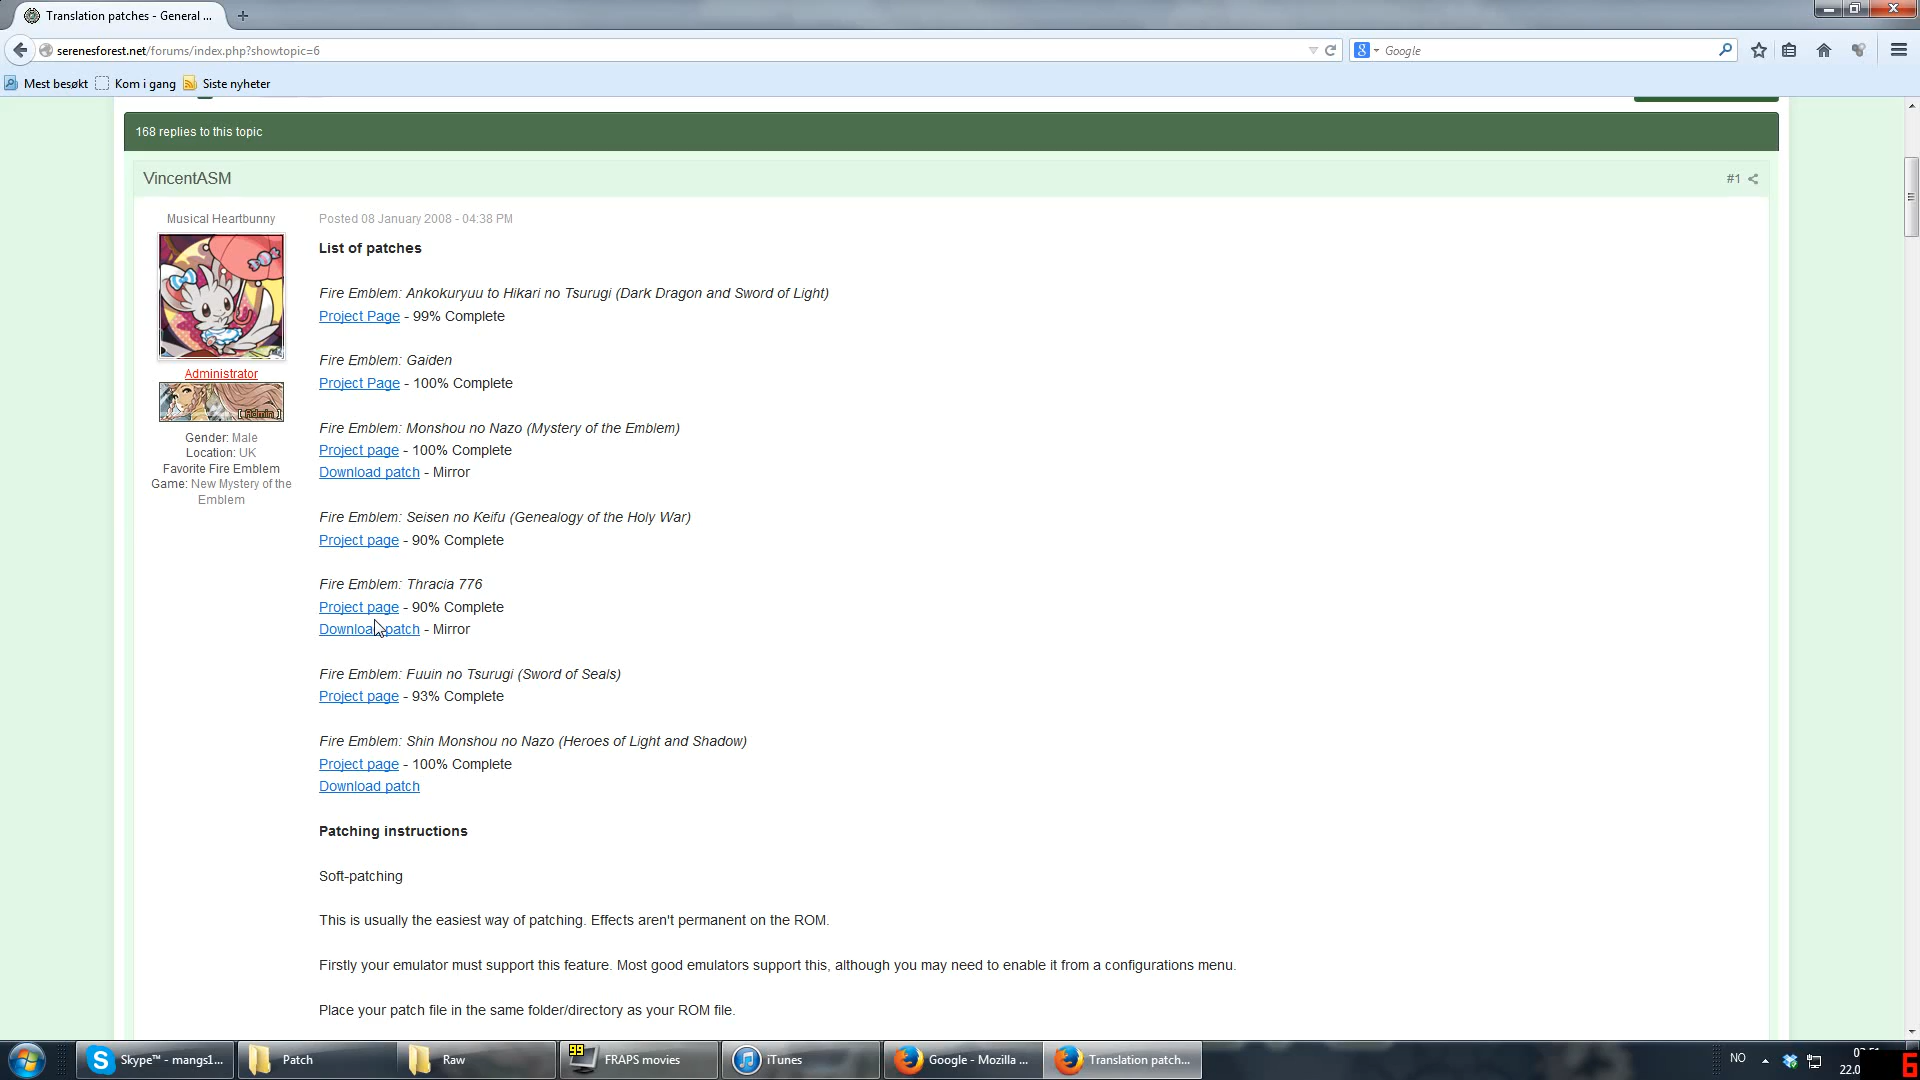 Translation patches - General ...
serenesforest.net/forums/index.php?showtopic=6
Google
Mest besøkt
Kom i gang
Siste nyheter
168 replies to this topic
VincentASM
#1
Musical Heartbunny
Administrator
[ Admin ]
Gender: Male
Location: UK
Favorite Fire Emblem
Game: New Mystery of the
Emblem
Posted 08 January 2008 - 04:38 PM
List of patches
Fire Emblem: Ankokuryuu to Hikari no Tsurugi (Dark Dragon and Sword of Light)
Project Page - 99% Complete
Fire Emblem: Gaiden
Project Page - 100% Complete
Fire Emblem: Monshou no Nazo (Mystery of the Emblem)
Project page - 100% Complete
Download patch - Mirror
Fire Emblem: Seisen no Keifu (Genealogy of the Holy War)
Project page - 90% Complete
Fire Emblem: Thracia 776
Project page - 90% Complete
Download patch - Mirror
Fire Emblem: Fuuin no Tsurugi (Sword of Seals)
Project page - 93% Complete
Fire Emblem: Shin Monshou no Nazo (Heroes of Light and Shadow)
Project page - 100% Complete
Download patch
Patching instructions
Soft-patching
This is usually the easiest way of patching. Effects aren't permanent on the ROM.
Firstly your emulator must support this feature. Most good emulators support this, although you may need to enable it from a configurations menu.
Place your patch file in the same folder/directory as your ROM file.
Skype™ - mangs1...
Patch
Raw
99
FRAPS movies
iTunes
Google - Mozilla ...
Translation patch...
NO
22.0
6